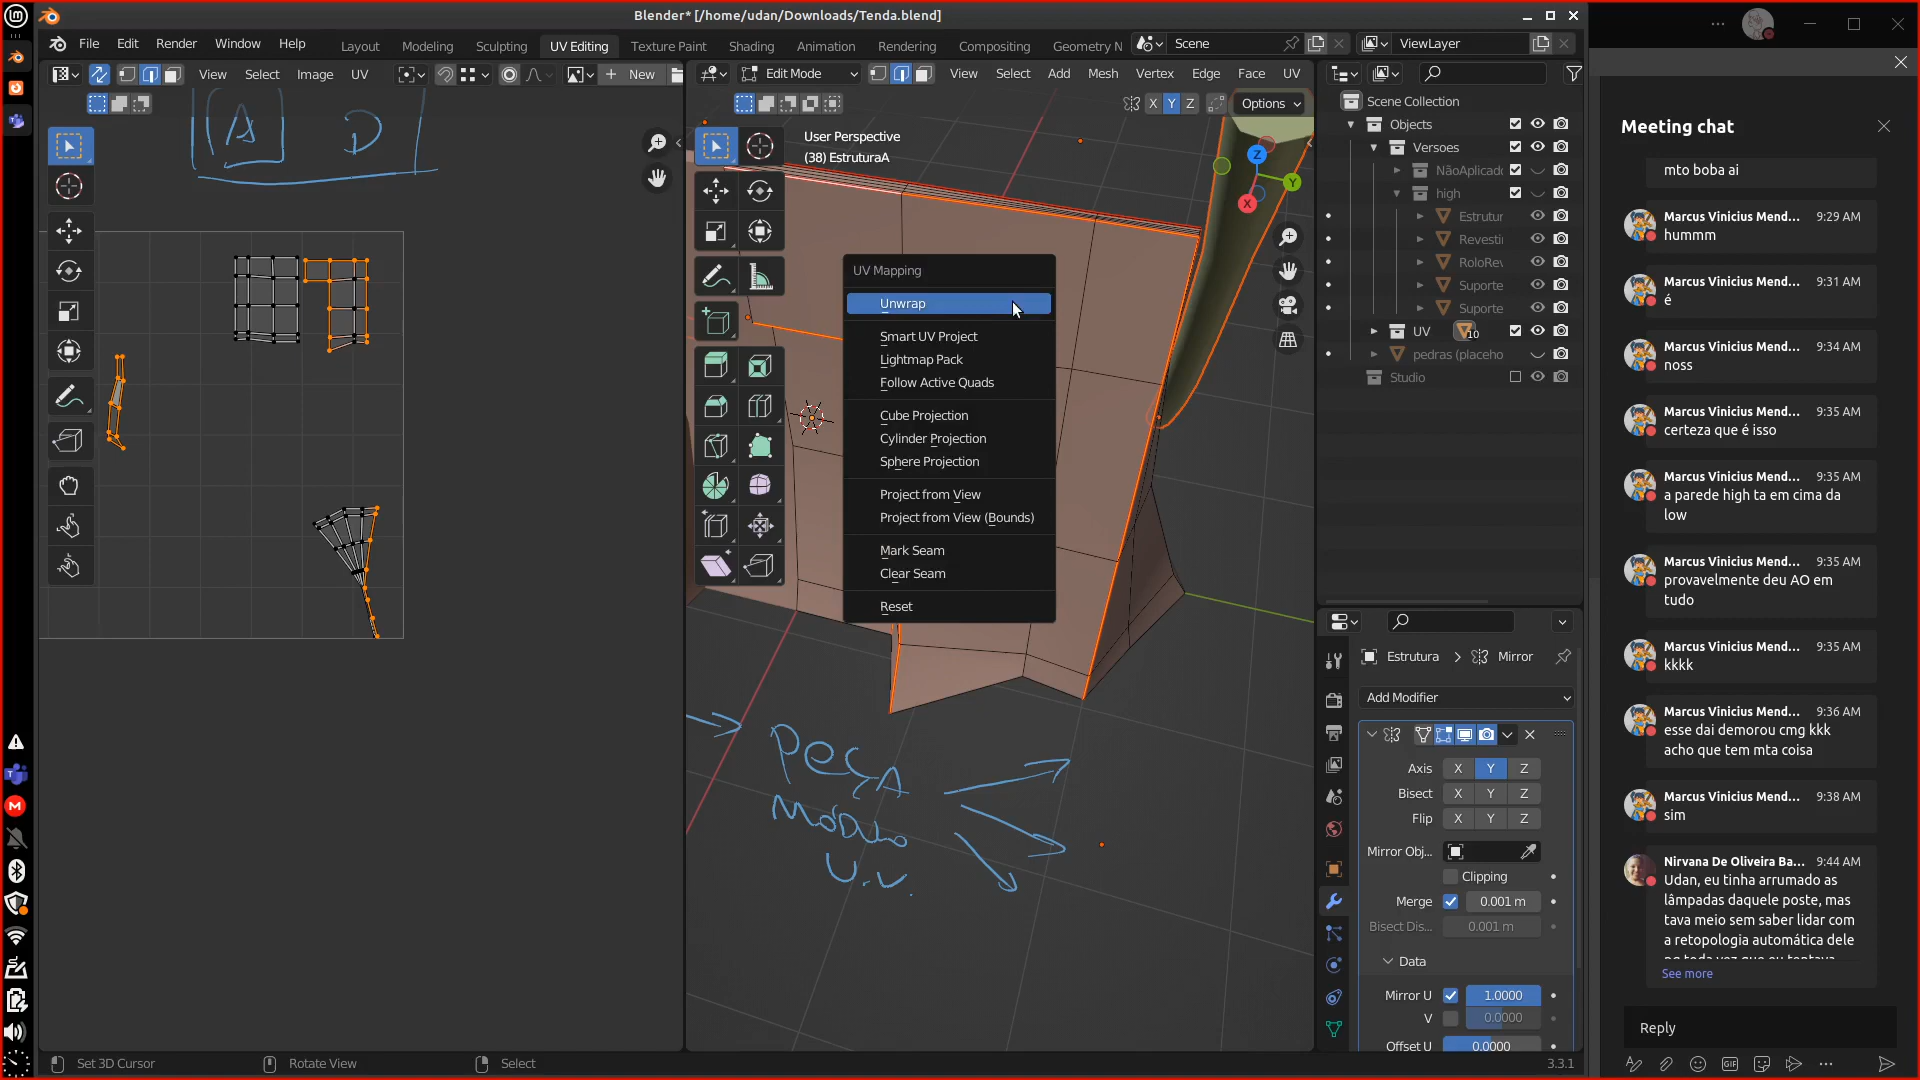 Blender* [/home/udan/Downloads/Tenda.blend]
File Edit Render Window Help
Layout Modeling Sculpting UV Editing Texture Paint Shading Animation Rendering Compositing Geometry N
Scene
ViewLayer
View Select Image UV
New
Edit Mode
View Select Add Mesh Vertex Edge Face UV
X Y Z
Options
A D
User Perspective
(38) EstruturaA
Z
Y
X
UV Mapping
Unwrap
Smart UV Project
Lightmap Pack
Follow Active Quads
Cube Projection
Cylinder Projection
Sphere Projection
Project from View
Project from View (Bounds)
Mark Seam
Clear Seam
Reset
PEÇA
MÓDULO
U.V.
Scene Collection
Objects
Versoes
NãoAplicado
high
Estrutur
Revesti
RoloRev
Suporte
Suporte
UV
10
pedras (placeho
Studio
Estrutura > Mirror
Add Modifier
Axis X Y Z
Bisect X Y Z
Flip X Y Z
Mirror Obj...
Clipping
Merge 0.001 m
Bisect Dis... 0.001 m
Data
Mirror U 1.0000
V 0.0000
Offset U 0.0000
Set 3D Cursor
Rotate View
Select
3.3.1
Meeting chat
mto boba ai
Marcus Vinicius Mend... 9:29 AM
hummm
Marcus Vinicius Mend... 9:31 AM
é
Marcus Vinicius Mend... 9:34 AM
noss
Marcus Vinicius Mend... 9:35 AM
certeza que é isso
Marcus Vinicius Mend... 9:35 AM
a parede high ta em cima da
low
Marcus Vinicius Mend... 9:35 AM
provavelmente deu AO em
tudo
Marcus Vinicius Mend... 9:35 AM
kkkk
Marcus Vinicius Mend... 9:36 AM
esse dai demorou cmg kkk
acho que tem mta coisa
Marcus Vinicius Mend... 9:38 AM
sim
Nirvana De Oliveira Ba... 9:44 AM
Udan, eu tinha arrumado as
lâmpadas daquele poste, mas
tava meio sem saber lidar com
a retopologia automática dele
See more
Reply
GIF